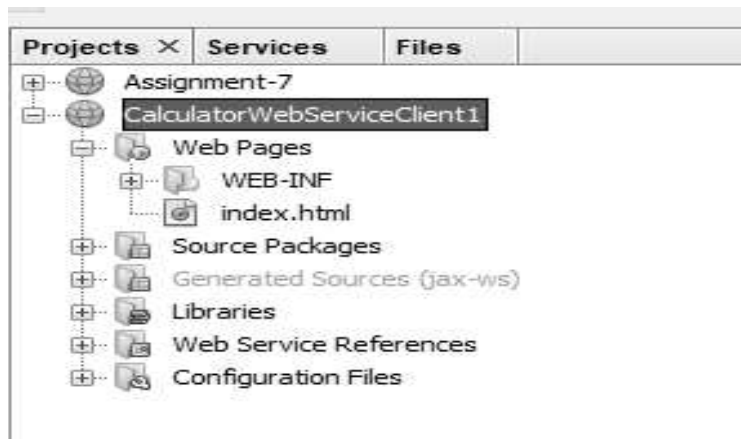 Projects × Services Files
Assignment-7
CalculatorWebServiceClient1
Web Pages
WEB-INF
index.html
Source Packages
Generated Sources (jax-ws)
Libraries
Web Service References
Configuration Files